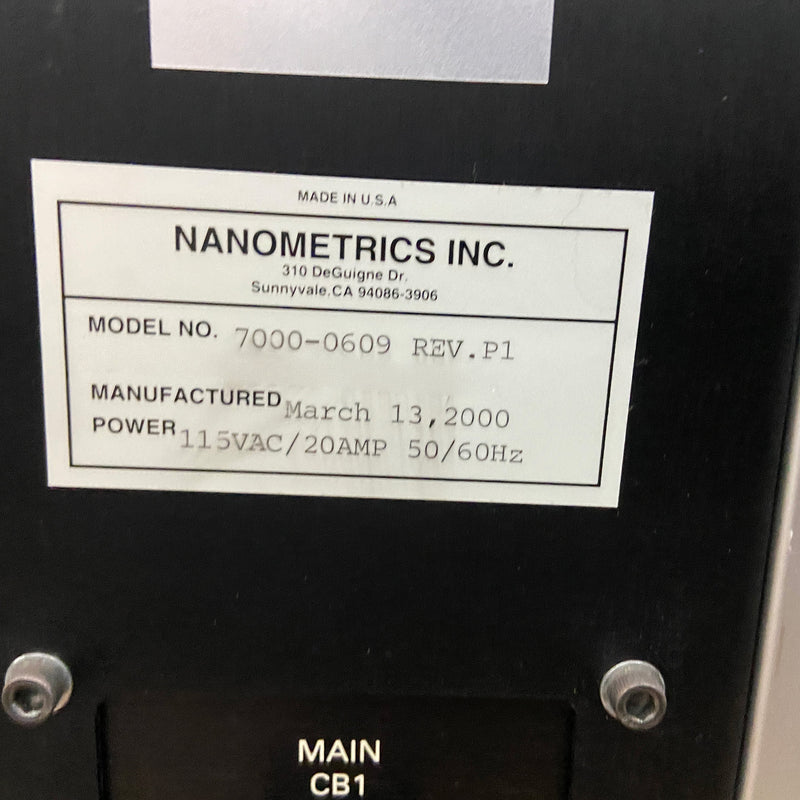 MADE IN U.S.A
NANOMETRICS INC.
310 DeGuigne Dr.
Sunnyvale,CA 94086-3906
MODEL NO. 7000-0609 REV.P1
MANUFACTURED March 13,2000
POWER 115VAC/20AMP 50/60Hz
MAIN
CB1